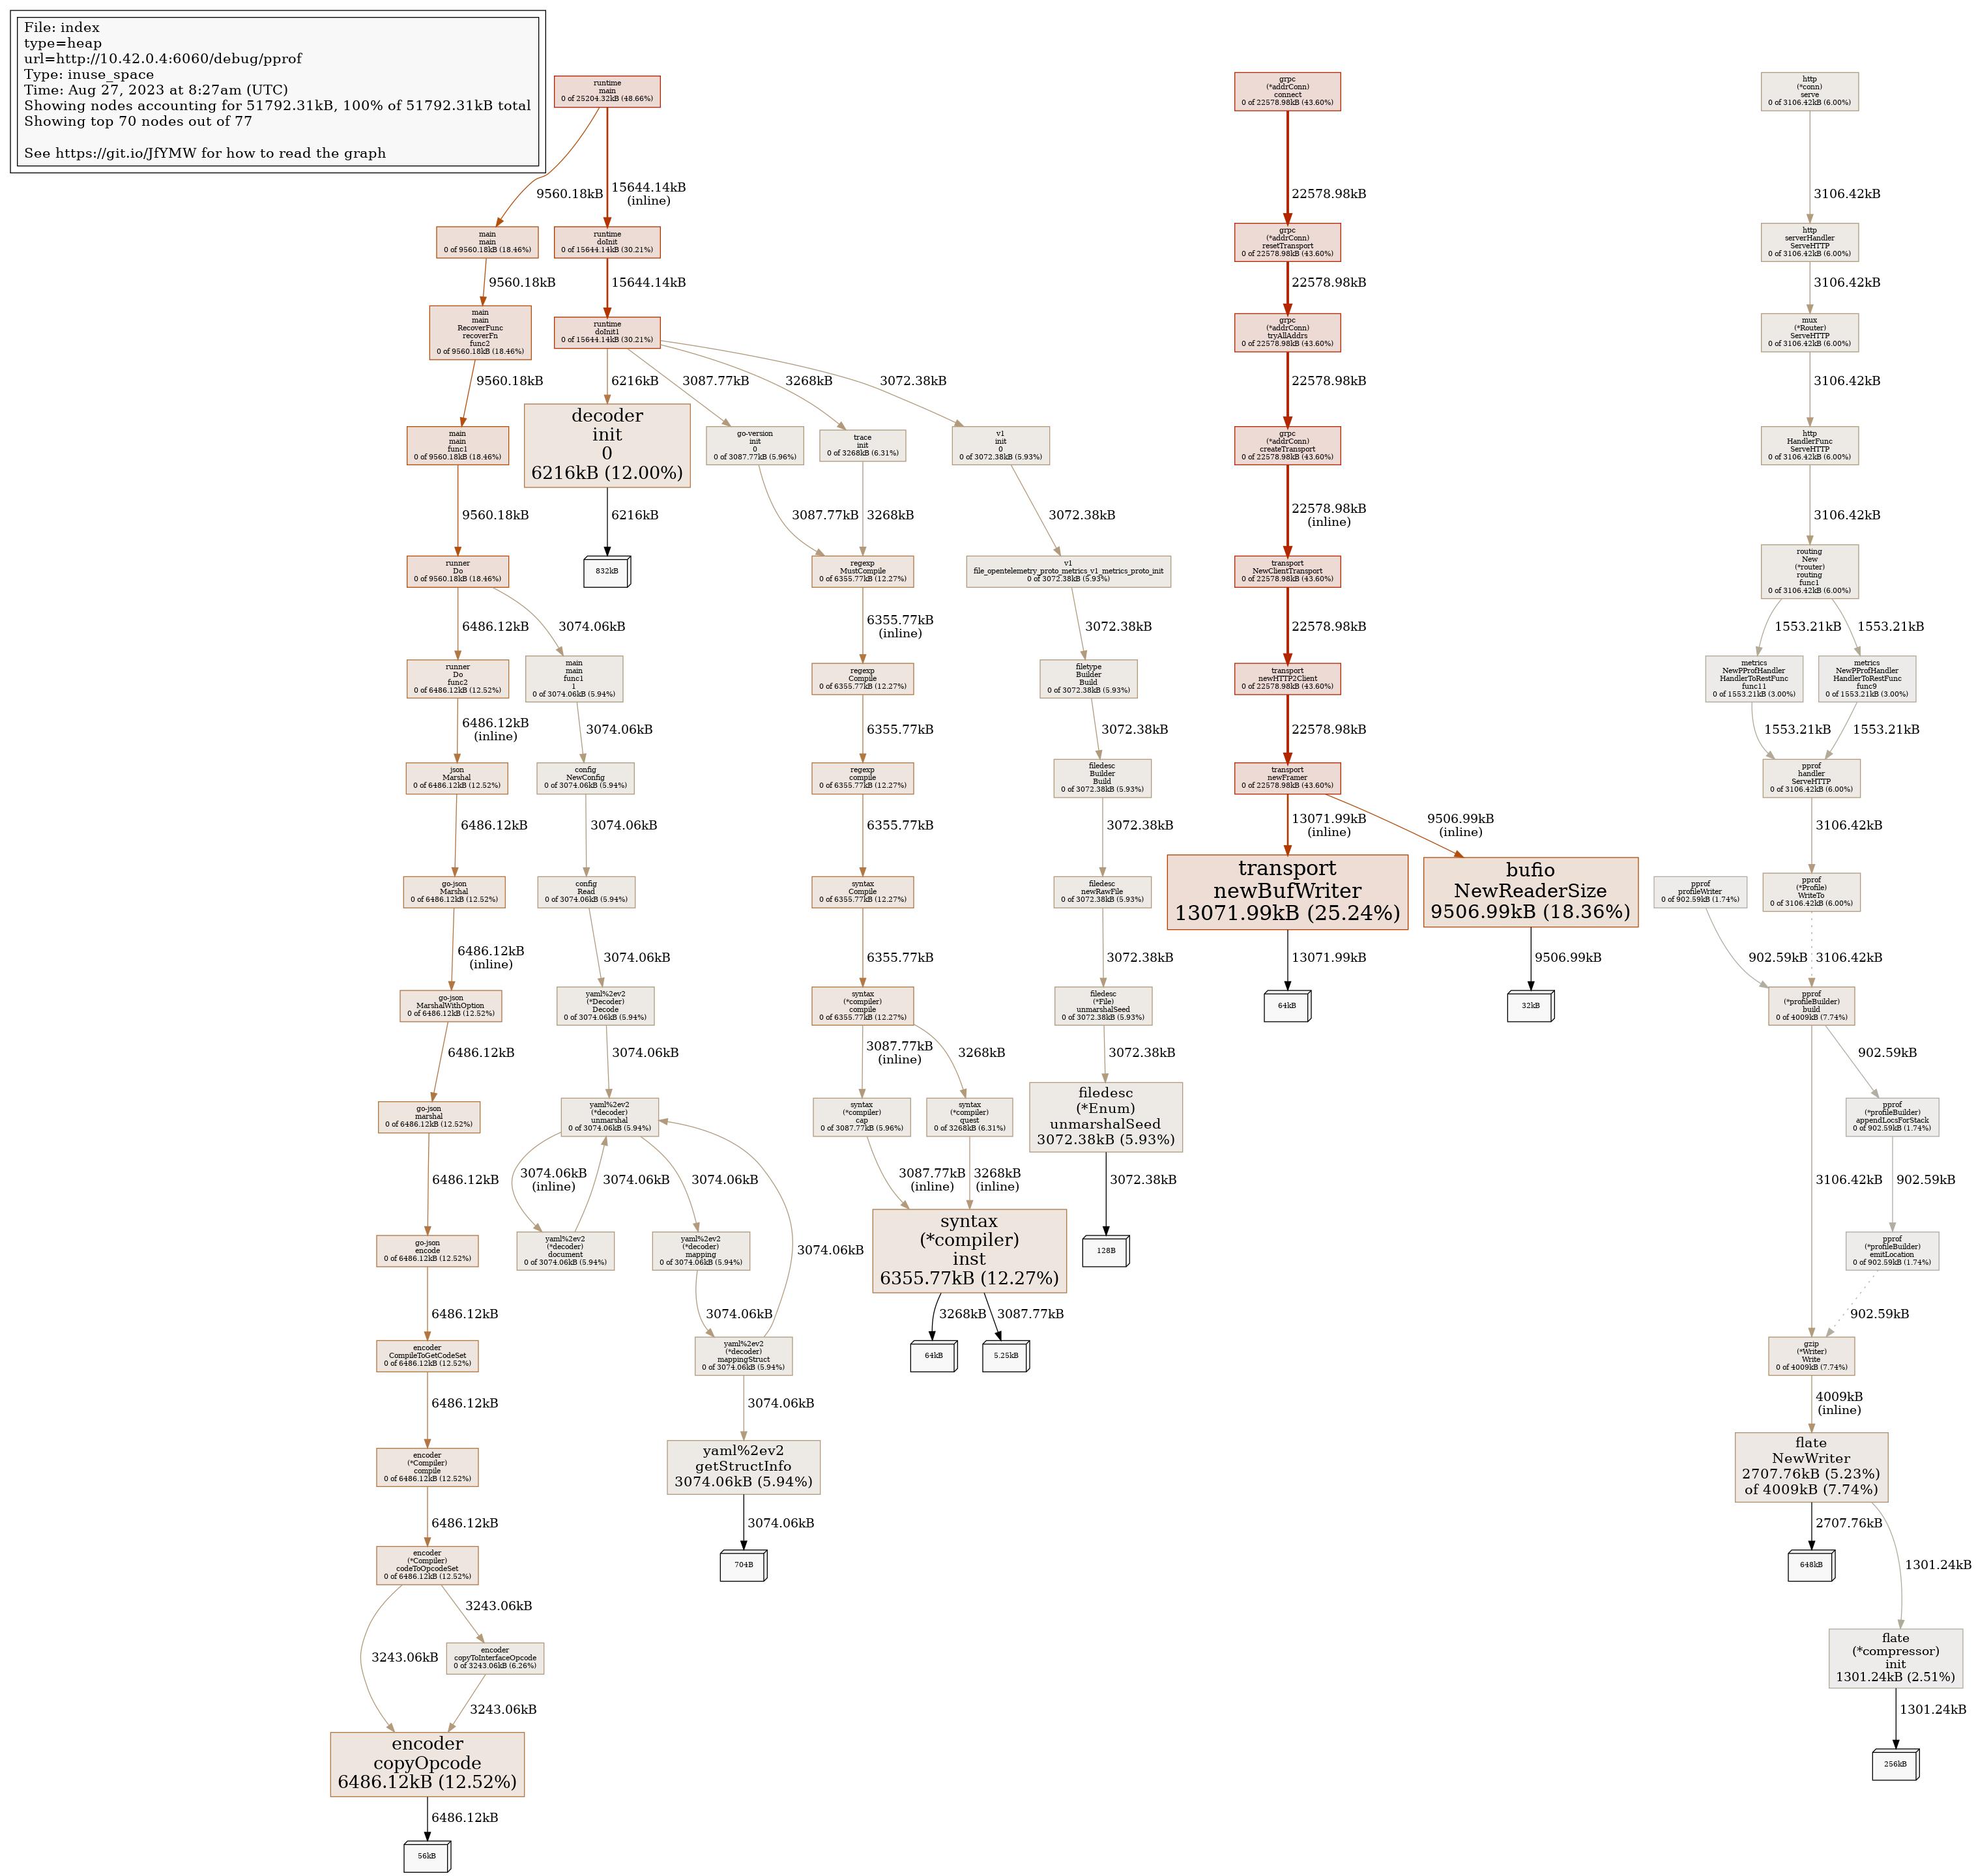 File: index
type=heap
url=http://10.42.0.4:6060/debug/pprof
Type: inuse_space
Time: Aug 27, 2023 at 8:27am (UTC)
Showing nodes accounting for 51792.31kB, 100% of 51792.31kB total
Showing top 70 nodes out of 77
See https://git.io/JfYMW for how to read the graph
runtime
main
0 of 25204.32kB (48.66%)
9560.18kB
15644.14kB
(inline)
main
main
0 of 9560.18kB (18.46%)
9560.18kB
main
main
RecoverFunc
recoverFn
func2
0 of 9560.18kB (18.46%)
9560.18kB
main
main
func1
0 of 9560.18kB (18.46%)
9560.18kB
runner
Do
0 of 9560.18kB (18.46%)
6486.12kB
3074.06kB
runner
Do
func2
0 of 6486.12kB (12.52%)
6486.12kB
(inline)
json
Marshal
0 of 6486.12kB (12.52%)
6486.12kB
go-json
Marshal
0 of 6486.12kB (12.52%)
6486.12kB
(inline)
go-json
MarshalWithOption
0 of 6486.12kB (12.52%)
6486.12kB
go-json
marshal
0 of 6486.12kB (12.52%)
6486.12kB
go-json
encode
0 of 6486.12kB (12.52%)
6486.12kB
encoder
CompileToGetCodeSet
0 of 6486.12kB (12.52%)
6486.12kB
encoder
(*Compiler)
compile
0 of 6486.12kB (12.52%)
6486.12kB
encoder
(*Compiler)
codeToOpcodeSet
0 of 6486.12kB (12.52%)
3243.06kB
3243.06kB
encoder
copyToInterfaceOpcode
0 of 3243.06kB (6.26%)
3243.06kB
encoder
copyOpcode
6486.12kB (12.52%)
6486.12kB
56kB
main
main
func1
1
0 of 3074.06kB (5.94%)
3074.06kB
config
NewConfig
0 of 3074.06kB (5.94%)
3074.06kB
config
Read
0 of 3074.06kB (5.94%)
3074.06kB
yaml%2ev2
(*Decoder)
Decode
0 of 3074.06kB (5.94%)
3074.06kB
yaml%2ev2
(*decoder)
unmarshal
0 of 3074.06kB (5.94%)
3074.06kB
(inline)
3074.06kB
3074.06kB
yaml%2ev2
(*decoder)
document
0 of 3074.06kB (5.94%)
yaml%2ev2
(*decoder)
mapping
0 of 3074.06kB (5.94%)
3074.06kB
3074.06kB
yaml%2ev2
(*decoder)
mappingStruct
0 of 3074.06kB (5.94%)
3074.06kB
yaml%2ev2
getStructInfo
3074.06kB (5.94%)
3074.06kB
704B
runtime
doInit
0 of 15644.14kB (30.21%)
15644.14kB
runtime
doInit1
0 of 15644.14kB (30.21%)
6216kB
3087.77kB
3268kB
3072.38kB
decoder
init
0
6216kB (12.00%)
6216kB
832kB
go-version
init
0
0 of 3087.77kB (5.96%)
3087.77kB
trace
init
0 of 3268kB (6.31%)
3268kB
regexp
MustCompile
0 of 6355.77kB (12.27%)
6355.77kB
(inline)
regexp
Compile
0 of 6355.77kB (12.27%)
6355.77kB
regexp
compile
0 of 6355.77kB (12.27%)
6355.77kB
syntax
Compile
0 of 6355.77kB (12.27%)
6355.77kB
syntax
(*compiler)
compile
0 of 6355.77kB (12.27%)
3087.77kB
(inline)
3268kB
syntax
(*compiler)
cap
0 of 3087.77kB (5.96%)
syntax
(*compiler)
quest
0 of 3268kB (6.31%)
3087.77kB
(inline)
3268kB
(inline)
syntax
(*compiler)
inst
6355.77kB (12.27%)
3268kB
3087.77kB
64kB
5.25kB
v1
init
0
0 of 3072.38kB (5.93%)
3072.38kB
v1
file_opentelemetry_proto_metrics_v1_metrics_proto_init
0 of 3072.38kB (5.93%)
3072.38kB
filetype
Builder
Build
0 of 3072.38kB (5.93%)
3072.38kB
filedesc
Builder
Build
0 of 3072.38kB (5.93%)
3072.38kB
filedesc
newRawFile
0 of 3072.38kB (5.93%)
3072.38kB
filedesc
(*File)
unmarshalSeed
0 of 3072.38kB (5.93%)
3072.38kB
filedesc
(*Enum)
unmarshalSeed
3072.38kB (5.93%)
3072.38kB
128B
grpc
(*addrConn)
connect
0 of 22578.98kB (43.60%)
22578.98kB
grpc
(*addrConn)
resetTransport
0 of 22578.98kB (43.60%)
22578.98kB
grpc
(*addrConn)
tryAllAddrs
0 of 22578.98kB (43.60%)
22578.98kB
grpc
(*addrConn)
createTransport
0 of 22578.98kB (43.60%)
22578.98kB
(inline)
transport
NewClientTransport
0 of 22578.98kB (43.60%)
22578.98kB
transport
newHTTP2Client
0 of 22578.98kB (43.60%)
22578.98kB
transport
newFramer
0 of 22578.98kB (43.60%)
13071.99kB
(inline)
9506.99kB
(inline)
transport
newBufWriter
13071.99kB (25.24%)
13071.99kB
64kB
bufio
NewReaderSize
9506.99kB (18.36%)
9506.99kB
32kB
http
(*conn)
serve
0 of 3106.42kB (6.00%)
3106.42kB
http
serverHandler
ServeHTTP
0 of 3106.42kB (6.00%)
3106.42kB
mux
(*Router)
ServeHTTP
0 of 3106.42kB (6.00%)
3106.42kB
http
HandlerFunc
ServeHTTP
0 of 3106.42kB (6.00%)
3106.42kB
routing
New
(*router)
routing
func1
0 of 3106.42kB (6.00%)
1553.21kB
1553.21kB
metrics
NewPProfHandler
HandlerToRestFunc
func11
0 of 1553.21kB (3.00%)
metrics
NewPProfHandler
HandlerToRestFunc
func9
0 of 1553.21kB (3.00%)
1553.21kB
1553.21kB
pprof
handler
ServeHTTP
0 of 3106.42kB (6.00%)
3106.42kB
pprof
profileWriter
0 of 902.59kB (1.74%)
pprof
(*Profile)
WriteTo
0 of 3106.42kB (6.00%)
902.59kB
3106.42kB
pprof
(*profileBuilder)
build
0 of 4009kB (7.74%)
902.59kB
3106.42kB
pprof
(*profileBuilder)
appendLocsForStack
0 of 902.59kB (1.74%)
902.59kB
pprof
(*profileBuilder)
emitLocation
0 of 902.59kB (1.74%)
902.59kB
gzip
(*Writer)
Write
0 of 4009kB (7.74%)
4009kB
(inline)
flate
NewWriter
2707.76kB (5.23%)
of 4009kB (7.74%)
2707.76kB
1301.24kB
648kB
flate
(*compressor)
init
1301.24kB (2.51%)
1301.24kB
256kB